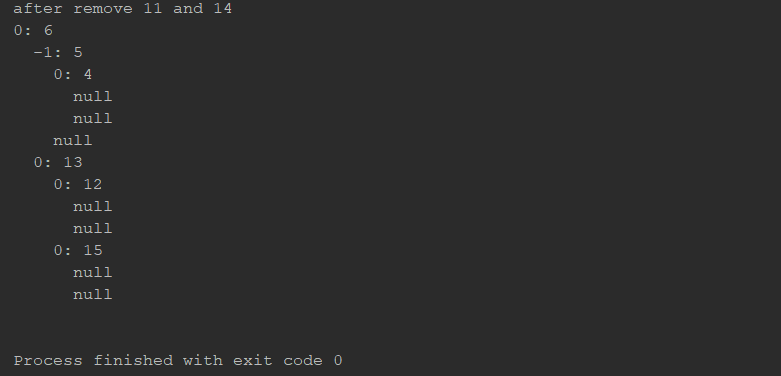 after remove 11 and 14
0: 6
-1: 5
0: 4
null
null
null
0: 13
0: 12
null
null
0: 15
null
null
Process finished with exit code 0